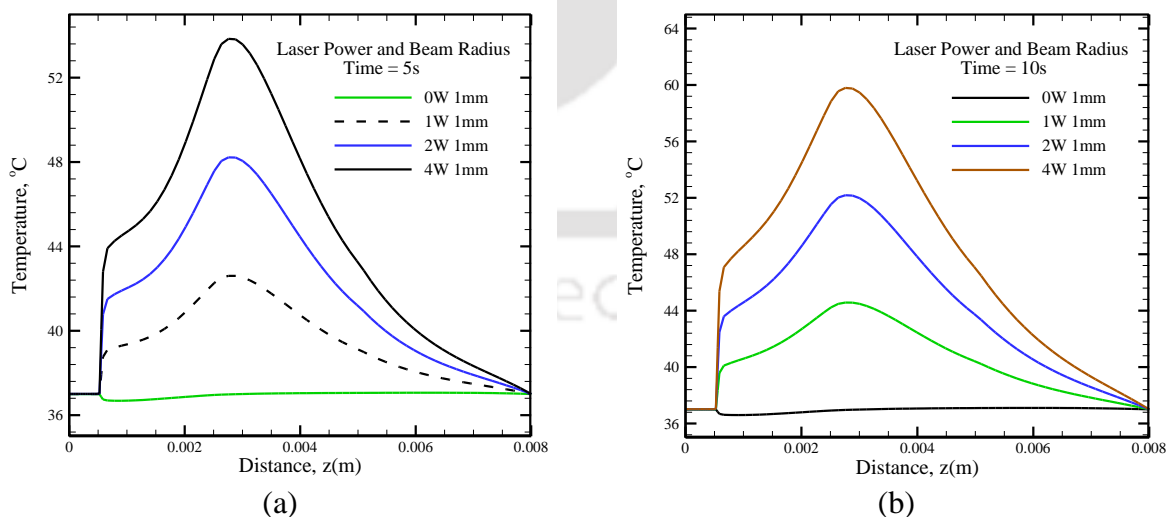 Laser Power and Beam Radius
Time = 5s
0W 1mm
1W 1mm
2W 1mm
4W 1mm
Temperature, °C
52
48
44
40
36
0 0.002 0.004 0.006 0.008
Distance, z(m)
(a)
Laser Power and Beam Radius
Time = 10s
0W 1mm
1W 1mm
2W 1mm
4W 1mm
Temperature, °C
64
60
56
52
48
44
40
36
0 0.002 0.004 0.006 0.008
Distance, z(m)
(b)